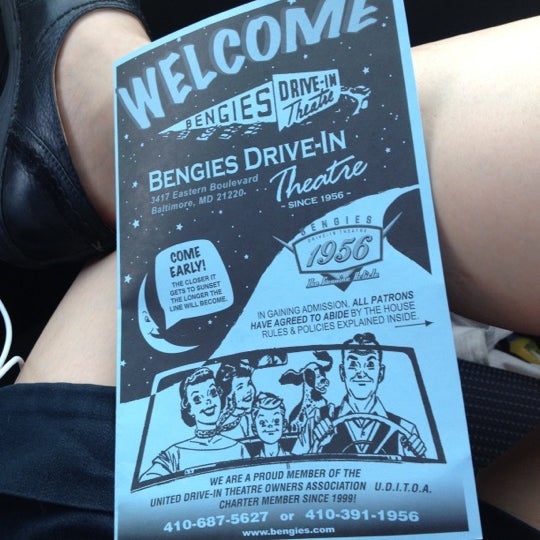 WELCOME
BENGIES DRIVE-IN
Theatre
BENGIES DRIVE-IN
3417 Eastern Boulevard
Baltimore, MD 21220-
Theatre
- SINCE 1956 -
BENGIES
DRIVE-IN THEATRE
1956
COME
EARLY!
THE CLOSER IT
GETS TO SUNSET
THE LONGER THE
LINE WILL BECOME.
IN GAINING ADMISSION, ALL PATRONS
HAVE AGREED TO ABIDE BY THE HOUSE
RULES & POLICIES EXPLAINED INSIDE.
WE ARE A PROUD MEMBER OF THE
UNITED DRIVE-IN THEATRE OWNERS ASSOCIATION U.D.I.T.O.A.
CHARTER MEMBER SINCE 1999!
410-687-5627 or 410-391-1956
www.bengies.com